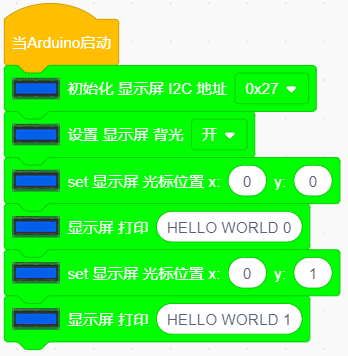 当Arduino启动
初始化 显示屏 I2C 地址 0x27
设置 显示屏 背光 开
set 显示屏 光标位置 x: 0 y: 0
显示屏 打印 HELLO WORLD 0
set 显示屏 光标位置 x: 0 y: 1
显示屏 打印 HELLO WORLD 1